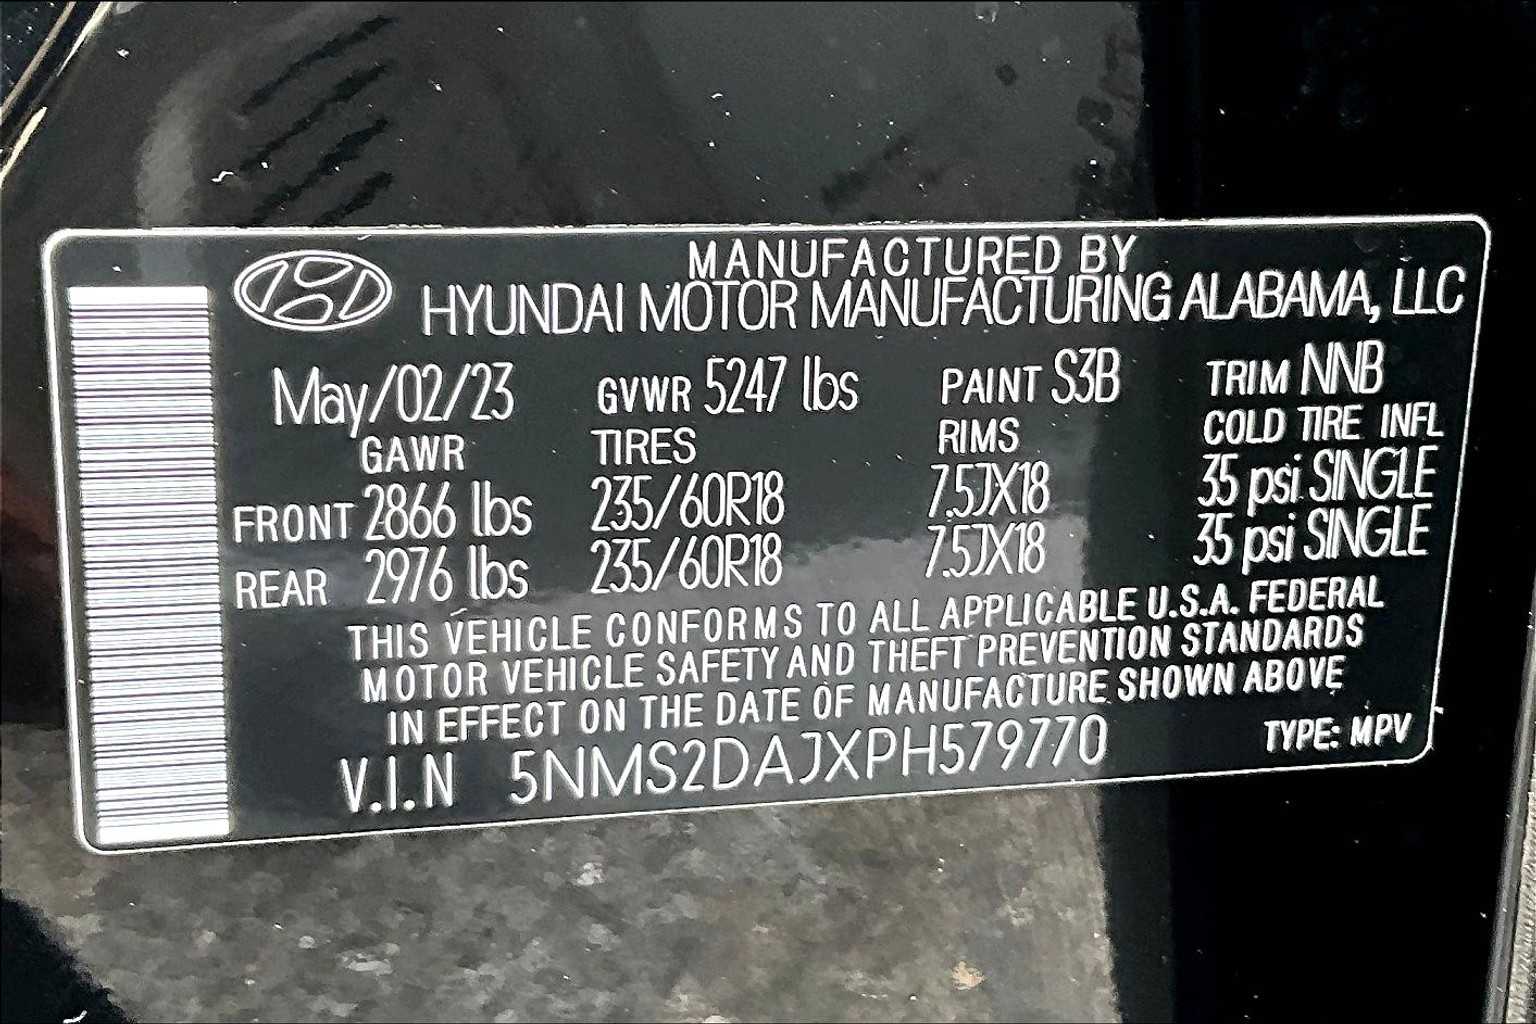 MANUFACTURED BY
HYUNDAI MOTOR MANUFACTURING ALABAMA, LLC
May/02/23 GVWR 5247 lbs PAINT S3B TRIM NNB
GAWR TIRES RIMS COLD TIRE INFL
FRONT 2866 lbs 235/60R18 7.5JX18 35 psi SINGLE
REAR 2976 lbs 235/60R18 7.5JX18 35 psi SINGLE
THIS VEHICLE CONFORMS TO ALL APPLICABLE U.S.A. FEDERAL
MOTOR VEHICLE SAFETY AND THEFT PREVENTION STANDARDS
IN EFFECT ON THE DATE OF MANUFACTURE SHOWN ABOVE
V.I.N 5NMS2DAJXPH579770 TYPE: MPV